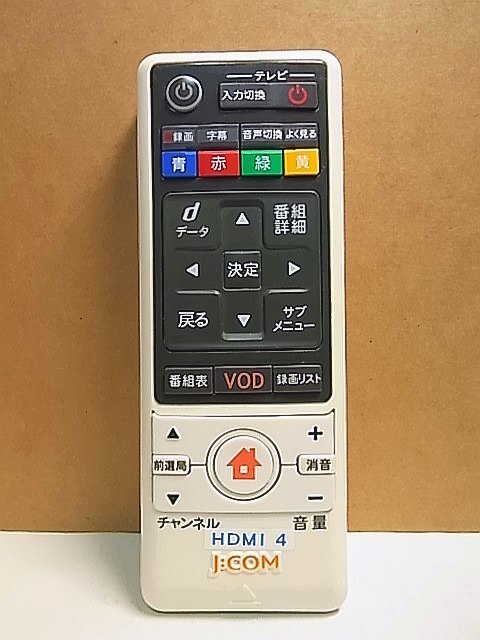 テレビ
入力切換
録画 字幕 音声切換 よく見る
青 赤 緑 黄
d
データ
番組
詳細
決定
戻る
サブ
メニュー
番組表 VOD 録画リスト
+
前選局 消音
−
チャンネル 音量
HDMI 4
J:COM